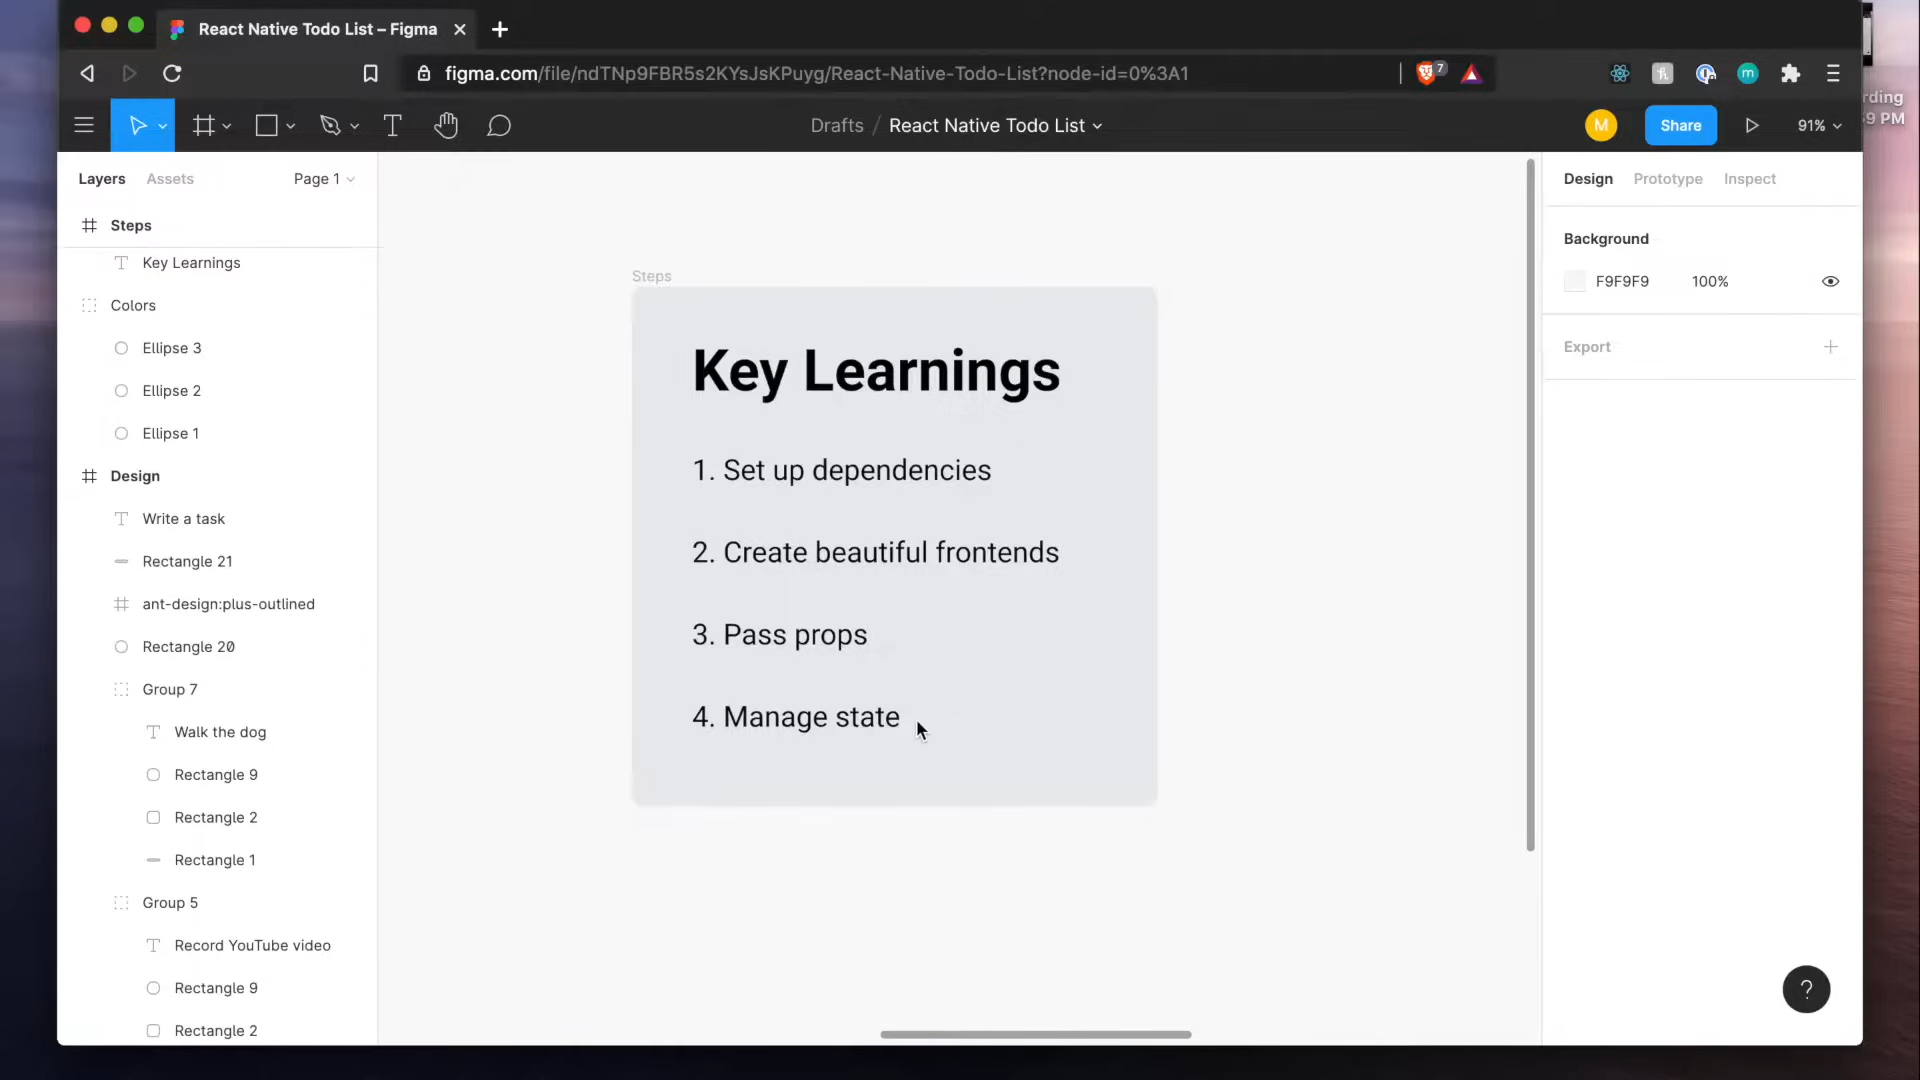 React Native Todo List – Figma
figma.com/file/ndTNp9FBR5s2KYsJsKPuyg/React-Native-Todo-List?node-id=0%3A1
7
m
rding
59 PM
Drafts / React Native Todo List
M
Share
91%
Layers
Assets
Page 1
Steps
Key Learnings
Colors
Ellipse 3
Ellipse 2
Ellipse 1
Design
Write a task
Rectangle 21
ant-design:plus-outlined
Rectangle 20
Group 7
Walk the dog
Rectangle 9
Rectangle 2
Rectangle 1
Group 5
Record YouTube video
Rectangle 9
Rectangle 2
Steps
Key Learnings
1. Set up dependencies
2. Create beautiful frontends
3. Pass props
4. Manage state
Design
Prototype
Inspect
Background
F9F9F9
100%
Export
?